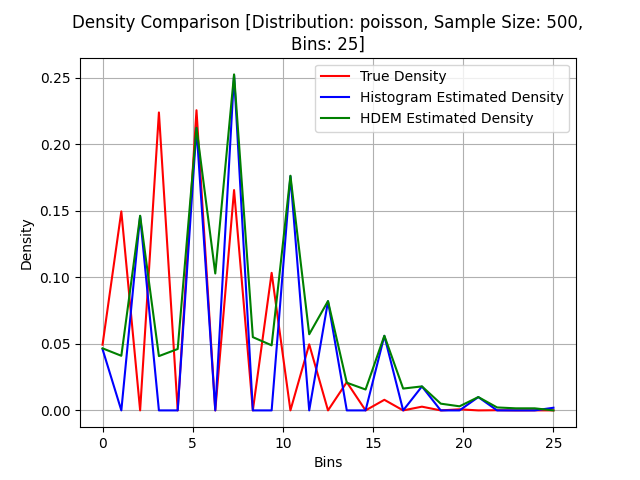 Density Comparison [Distribution: poisson, Sample Size: 500,
Bins: 25]
True Density
Histogram Estimated Density
HDEM Estimated Density
Density
0.25
0.20
0.15
0.10
0.05
0.00
0 5 10 15 20 25
Bins